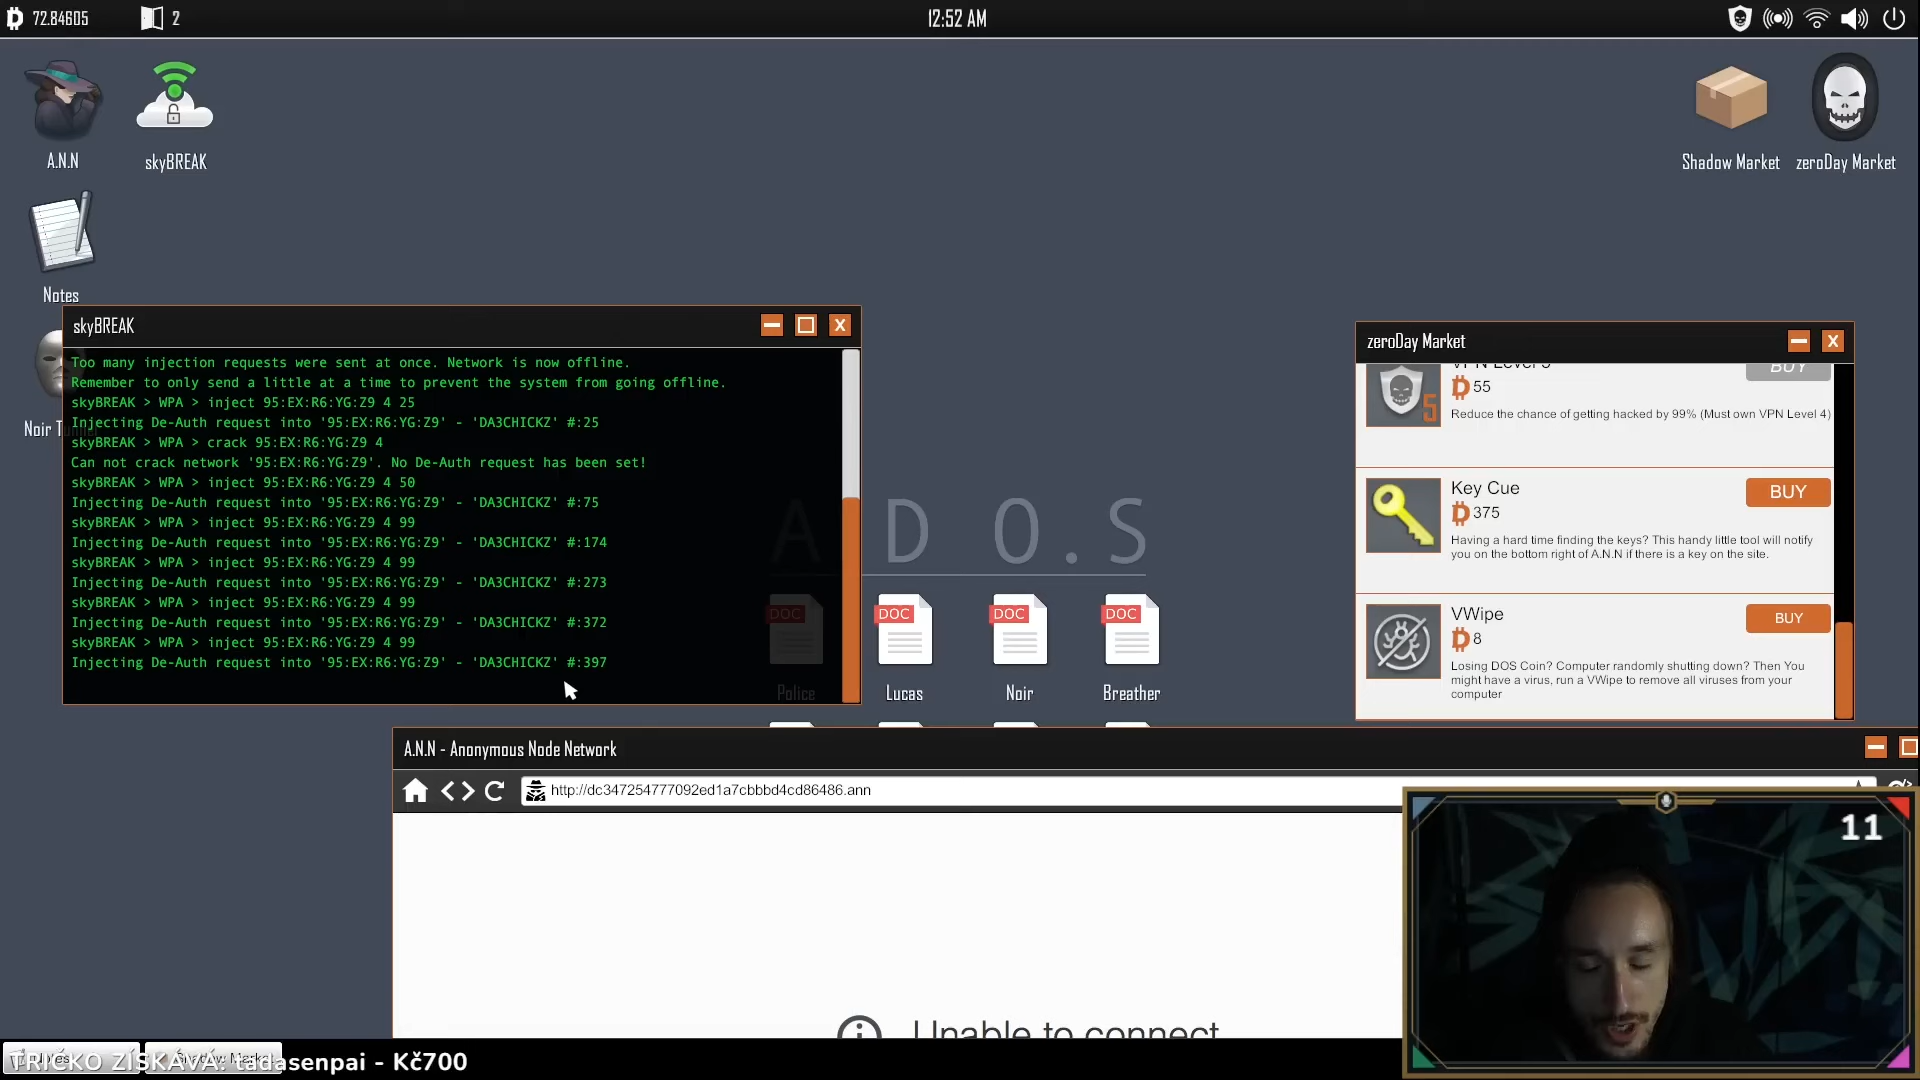 72.84605
2
12:52 AM
A.N.N
skyBREAK
Shadow Market
zeroDay Market
Notes
skyBREAK
X
Too many injection requests were sent at once. Network is now offline.
Remember to only send a little at a time to prevent the system from going offline.
skyBREAK > WPA > inject 95:EX:R6:YG:Z9 4 25
Injecting De-Auth request into '95:EX:R6:YG:Z9' - 'DA3CHICKZ' #:25
skyBREAK > WPA > crack 95:EX:R6:YG:Z9 4
Can not crack network '95:EX:R6:YG:Z9'. No De-Auth request has been set!
skyBREAK > WPA > inject 95:EX:R6:YG:Z9 4 50
Injecting De-Auth request into '95:EX:R6:YG:Z9' - 'DA3CHICKZ' #:75
skyBREAK > WPA > inject 95:EX:R6:YG:Z9 4 99
Injecting De-Auth request into '95:EX:R6:YG:Z9' - 'DA3CHICKZ' #:174
skyBREAK > WPA > inject 95:EX:R6:YG:Z9 4 99
Injecting De-Auth request into '95:EX:R6:YG:Z9' - 'DA3CHICKZ' #:273
skyBREAK > WPA > inject 95:EX:R6:YG:Z9 4 99
Injecting De-Auth request into '95:EX:R6:YG:Z9' - 'DA3CHICKZ' #:372
skyBREAK > WPA > inject 95:EX:R6:YG:Z9 4 99
Injecting De-Auth request into '95:EX:R6:YG:Z9' - 'DA3CHICKZ' #:397
Noir
A D O.S
DOC
Police
DOC
Lucas
DOC
Noir
DOC
Breather
zeroDay Market
X
BUY
5
55
Reduce the chance of getting hacked by 99% (Must own VPN Level 4)
Key Cue
BUY
375
Having a hard time finding the keys? This handy little tool will notify
you on the bottom right of A.N.N if there is a key on the site.
VWipe
BUY
8
Losing DOS Coin? Computer randomly shutting down? Then You
might have a virus, run a VWipe to remove all viruses from your
computer
A.N.N - Anonymous Node Network
http://dc347254777092ed1a7cbbbd4cd86486.ann
Unable to connect
11
TRIČKO ZÍSKÁVÁ: tadasenpai - Kč700